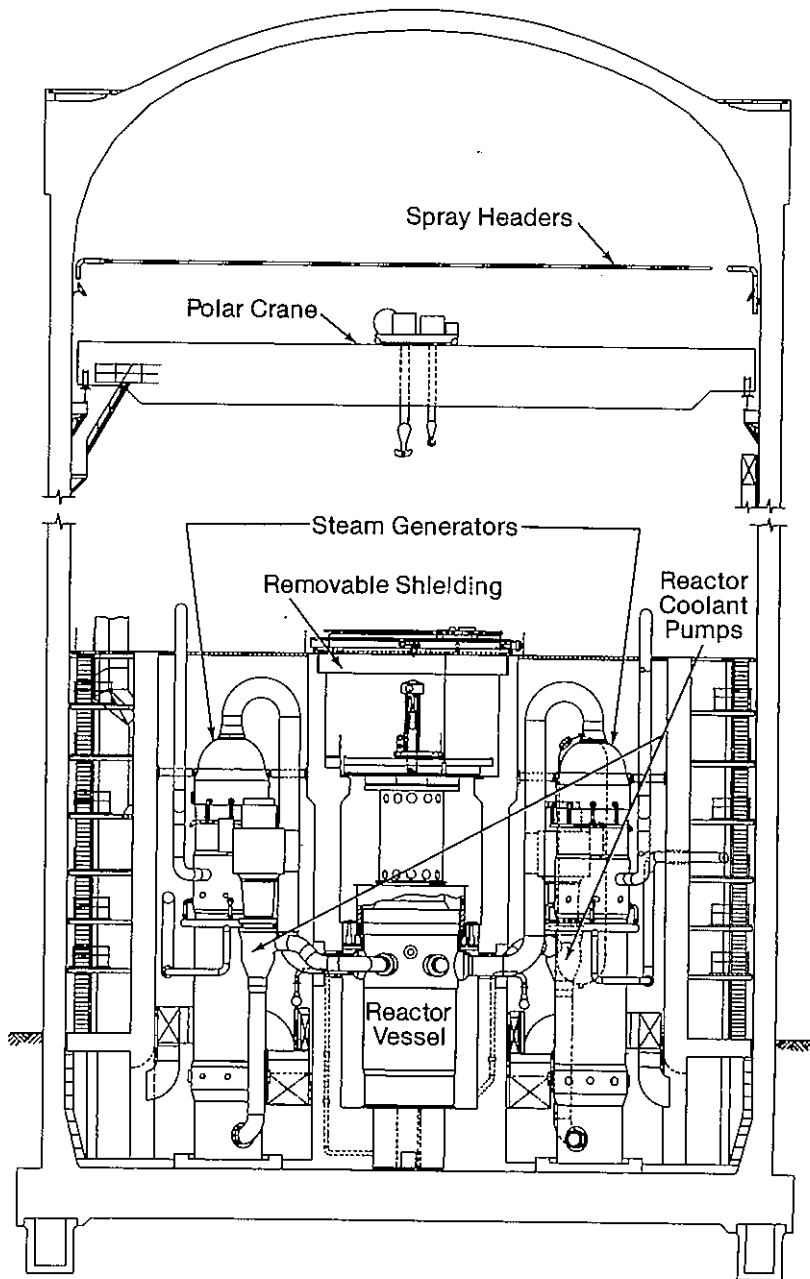 Spray Headers
Polar Crane
Steam Generators
Removable Shielding
Reactor
Coolant
Pumps
Reactor
Vessel